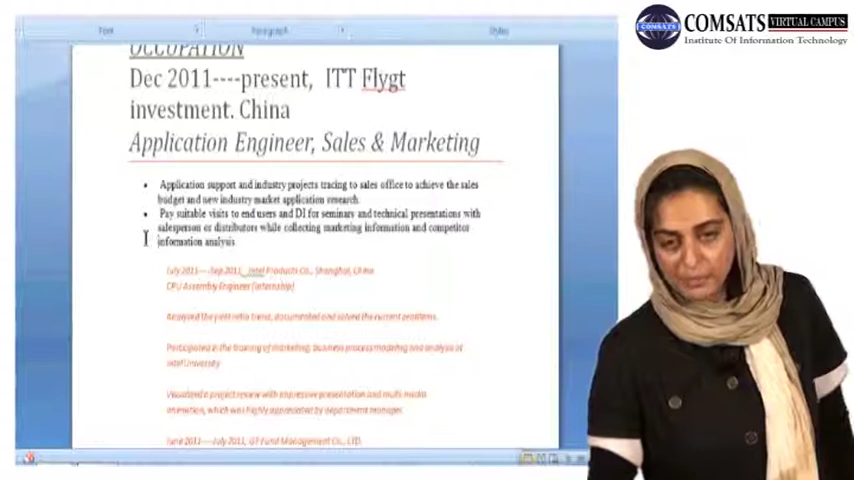 COMSATS VIRTUAL CAMPUS
Institute Of Information Technology
Font Paragraph Styles
OCCUPATION
Dec 2011----present, ITT Flygt
investment. China
Application Engineer, Sales & Marketing
Application support and industry projects tracing to sales office to achieve the sales
budget and new industry market application research.
Pay suitable visits to end users and DI for seminars and technical presentations with
salesperson or distributors while collecting marketing information and competitor
information analysis
July 2011----Sep 2011, Intel Products Co., Shanghai, China
CPU Assembly Engineer (Internship)
Analyzed the yield ratio trend, documented and solved the current problems.
Participated in the training of marketing, business process modeling and analysis at
Intel University
Visualized a project review with impressive presentation and multi-media
animation, which was highly appreciated by department manager.
June 2011----July 2011, GT Fund Management Co., LTD.